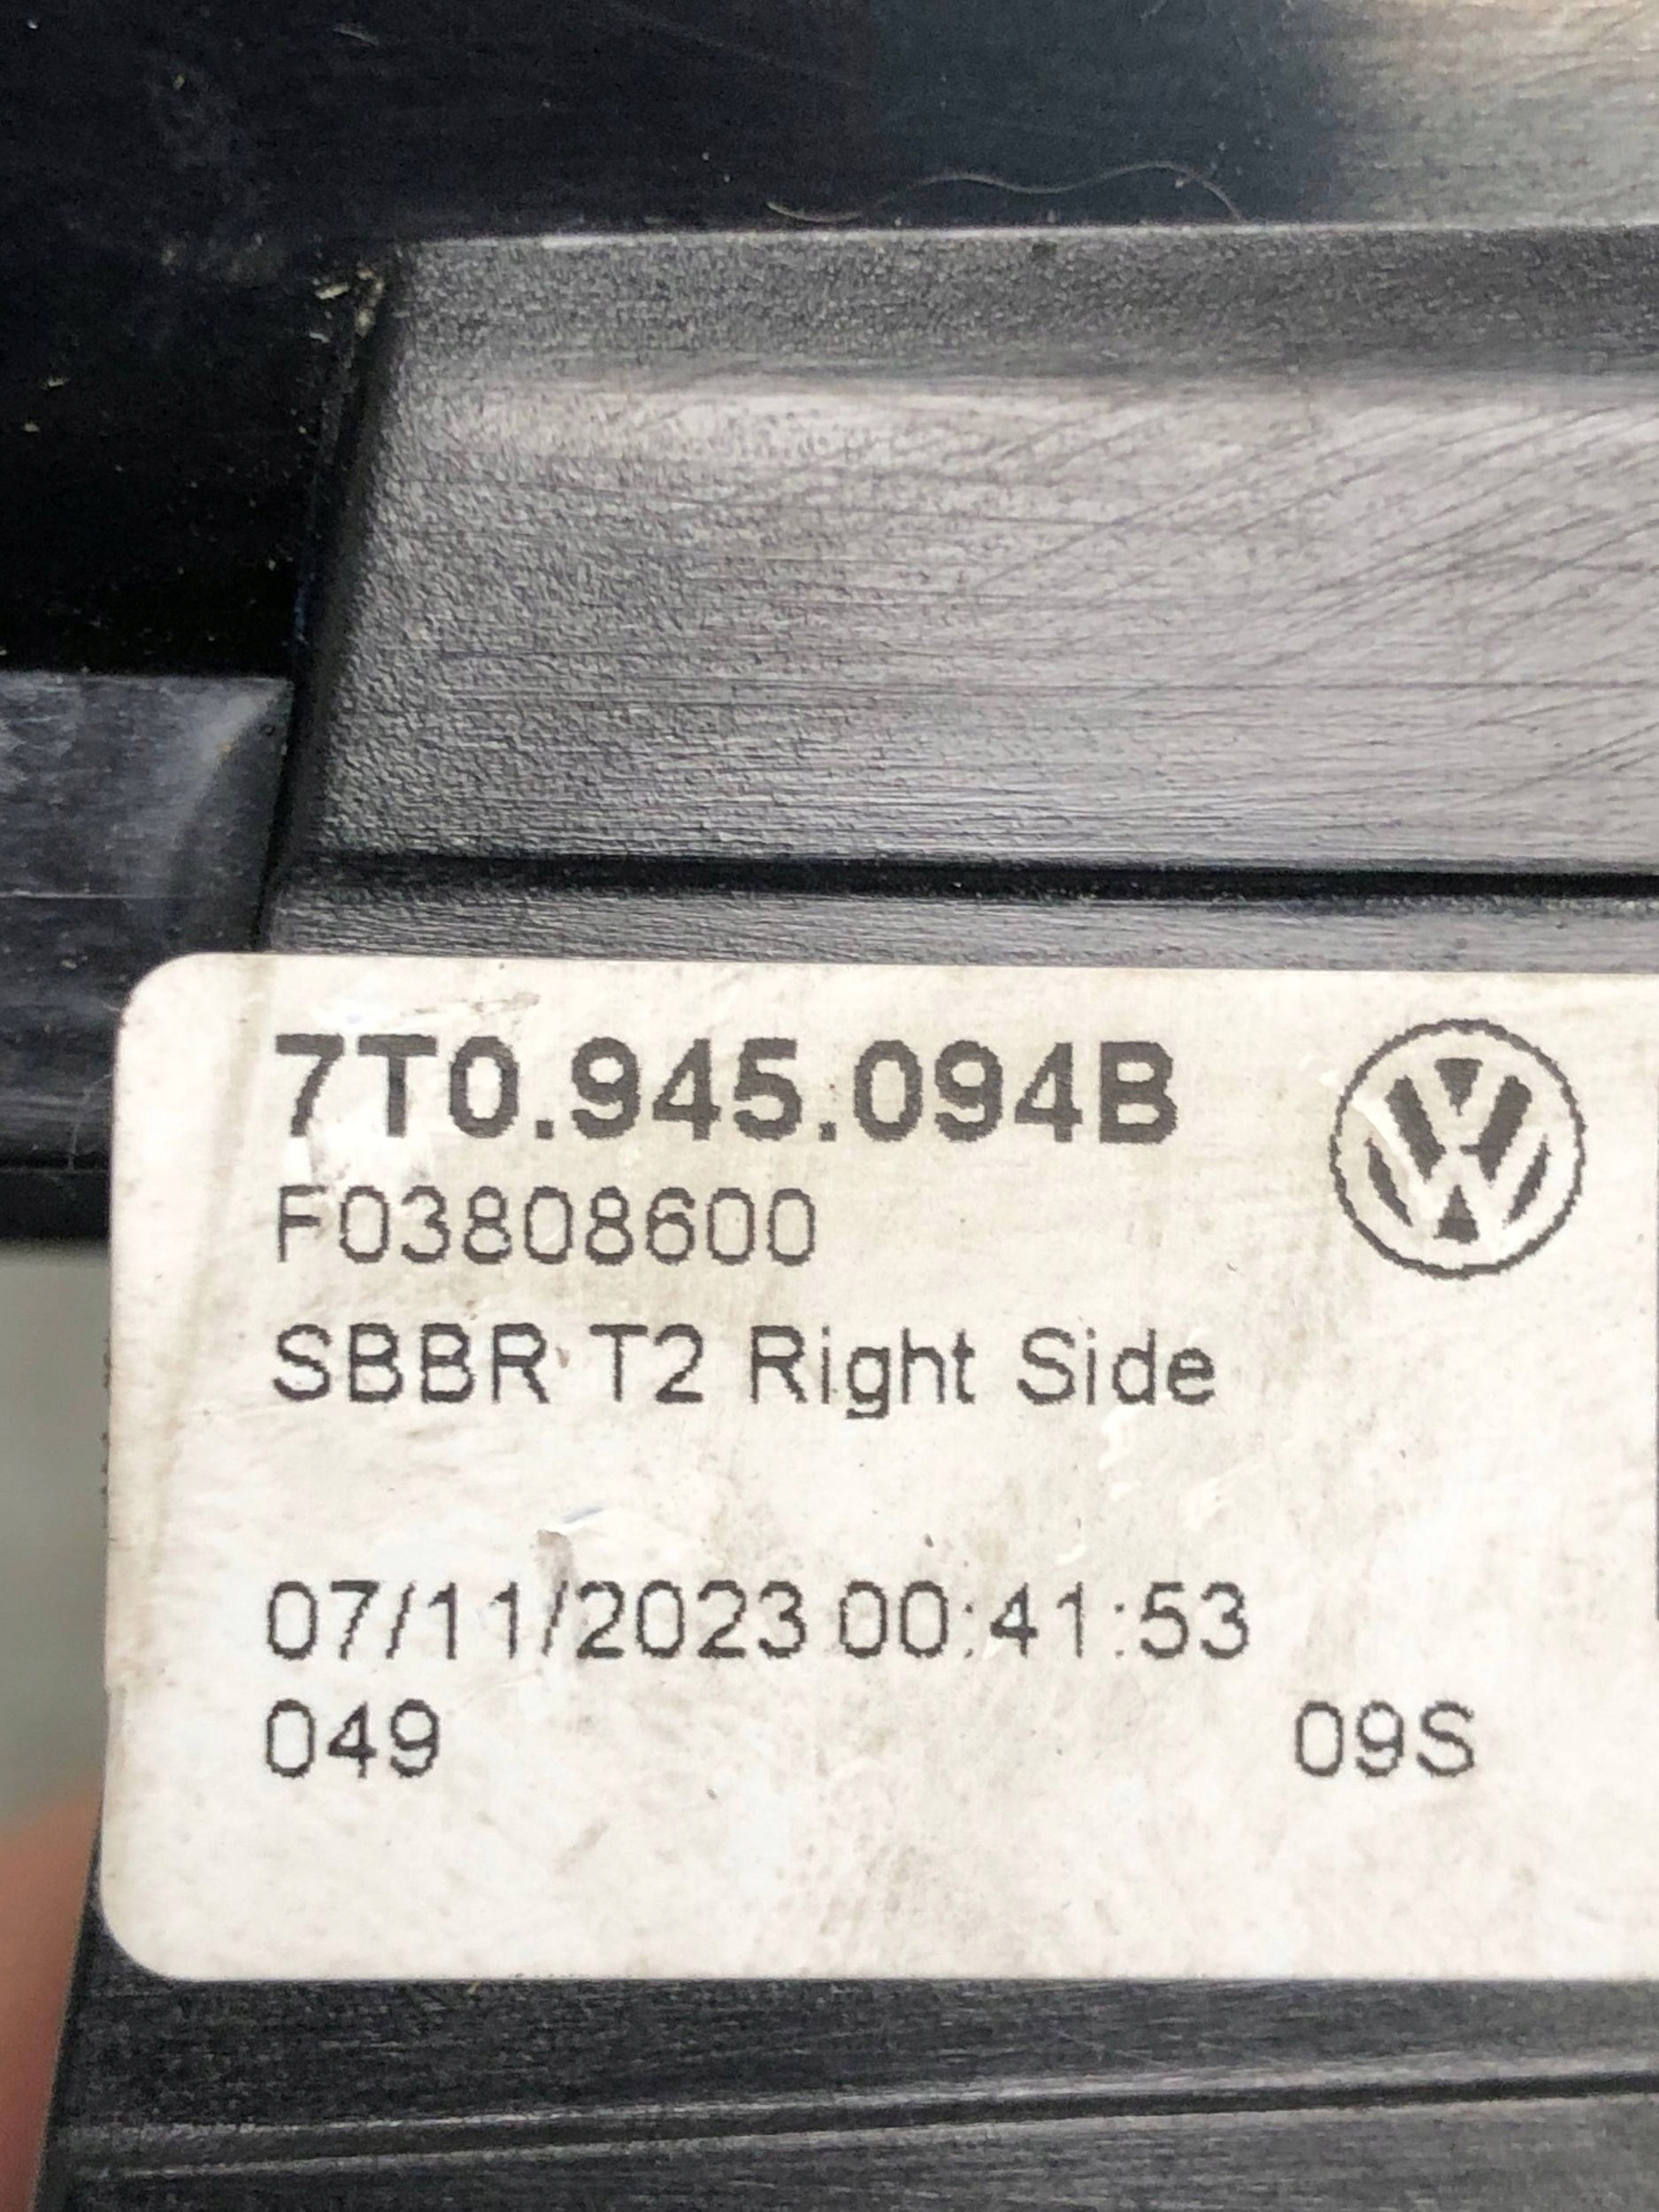 7T0.945.094B
F03808600
SBBR T2 Right Side
07/11/2023 00:41:53
049 09S